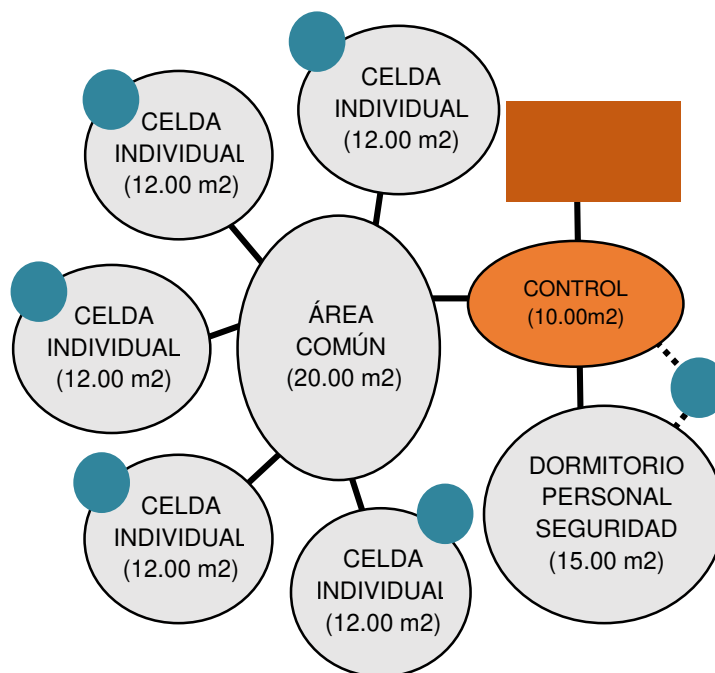 CELDA
INDIVIDUAL
(12.00 m2)
CELDA
INDIVIDUAL
(12.00 m2)
CELDA
INDIVIDUAL
(12.00 m2)
ÁREA
COMÚN
(20.00 m2)
CONTROL
(10.00m2)
CELDA
INDIVIDUAL
(12.00 m2)
CELDA
INDIVIDUAL
(12.00 m2)
DORMITORIO
PERSONAL
SEGURIDAD
(15.00 m2)